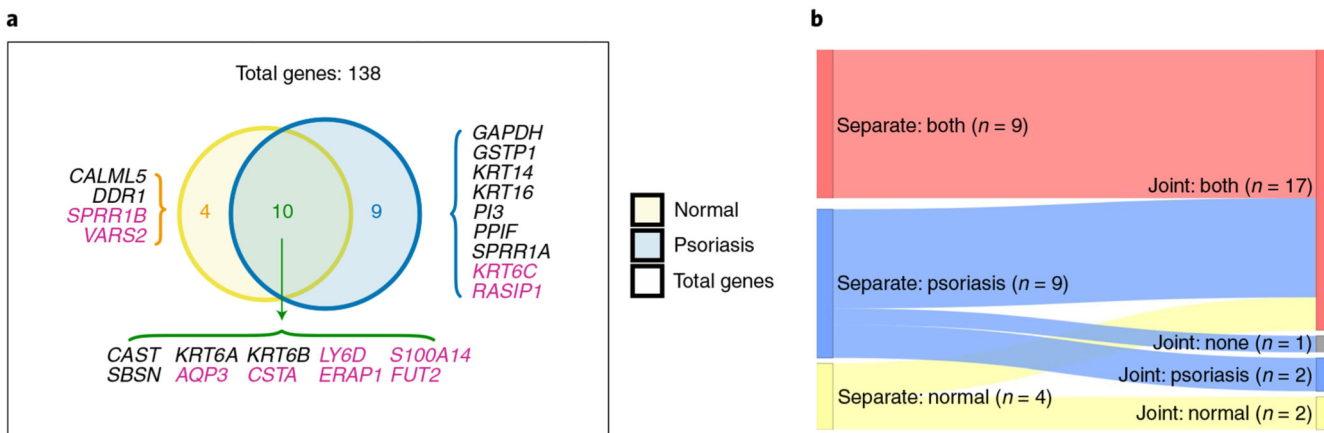 a
Total genes: 138
CALML5
DDR1
SPRR1B
VARS2
4
10
9
GAPDH
GSTP1
KRT14
KRT16
PI3
PPIF
SPRR1A
KRT6C
RASIP1
CAST KRT6A KRT6B LY6D S100A14
SBSN AQP3 CSTA ERAP1 FUT2
Normal
Psoriasis
Total genes
b
Separate: both (n = 9)
Joint: both (n = 17)
Separate: psoriasis (n = 9)
Joint: none (n = 1)
Joint: psoriasis (n = 2)
Separate: normal (n = 4)
Joint: normal (n = 2)